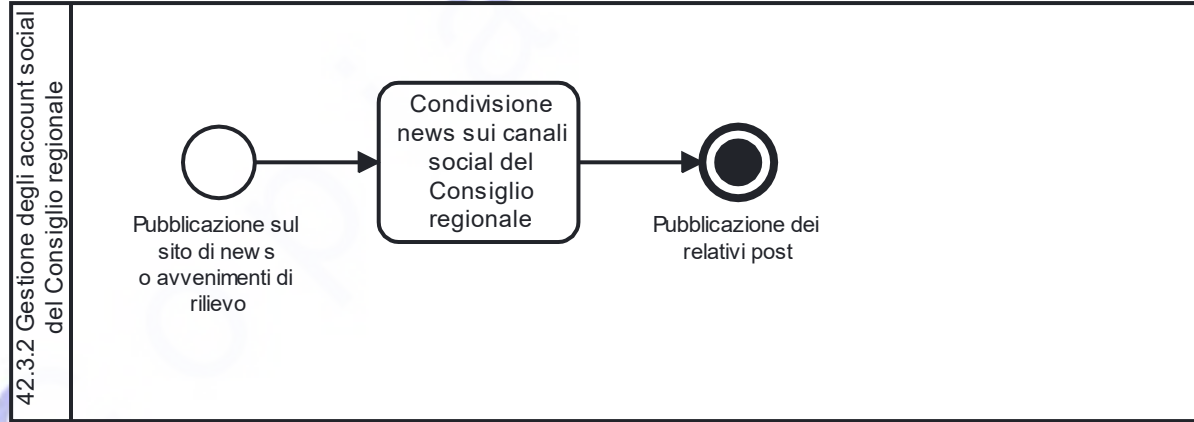 42.3.2 Gestione degli account social
del Consiglio regionale
Pubblicazione sul
sito di news
o avvenimenti di
rilievo
Condivisione
news sui canali
social del
Consiglio
regionale
Pubblicazione dei
relativi post